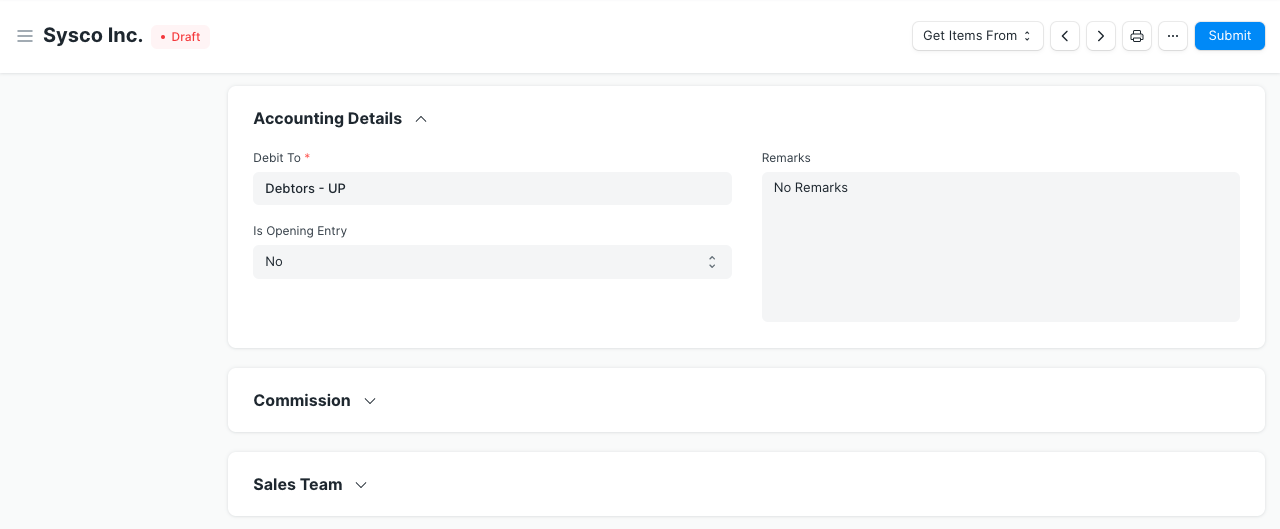 Sysco Inc.
• Draft
Get Items From
...
Submit
Accounting Details
Debit To *
Debtors - UP
Is Opening Entry
No
Remarks
No Remarks
Commission
Sales Team